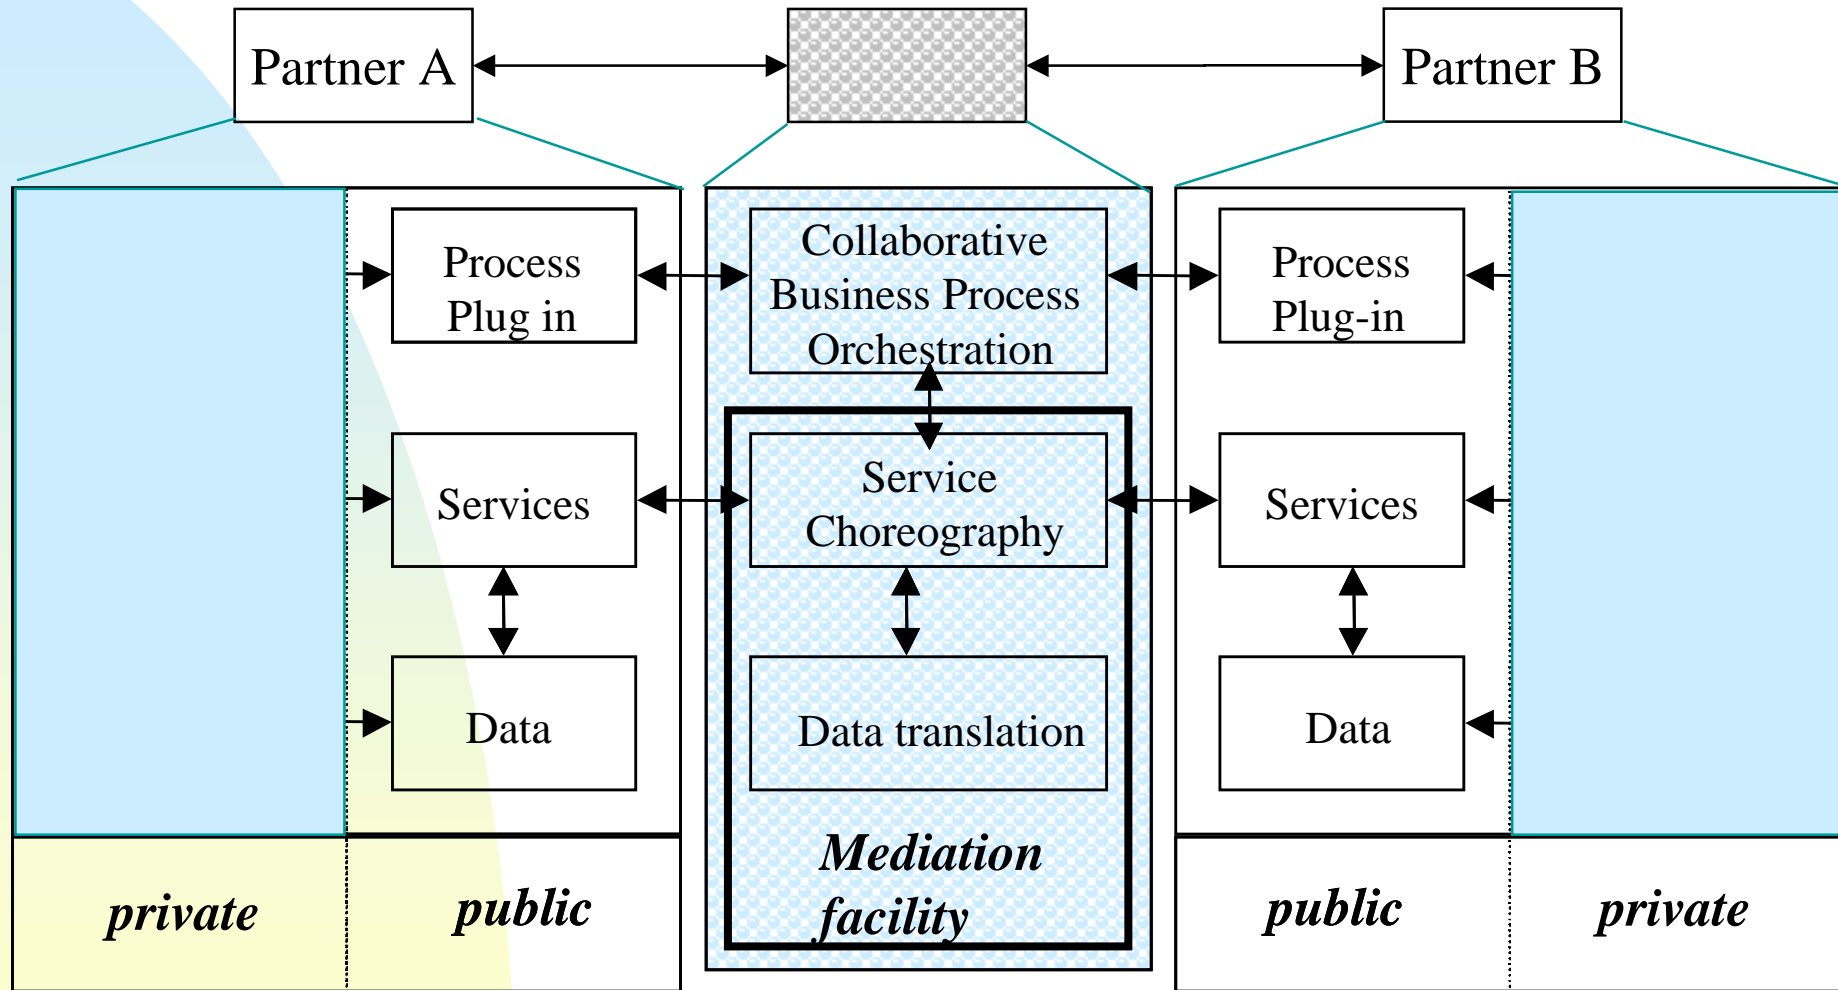 Partner A
Partner B
Process
Plug in
Collaborative
Business Process
Orchestration
Process
Plug-in
Services
Service
Choreography
Services
Data
Data translation
Data
Mediation
facility
private
public
public
private